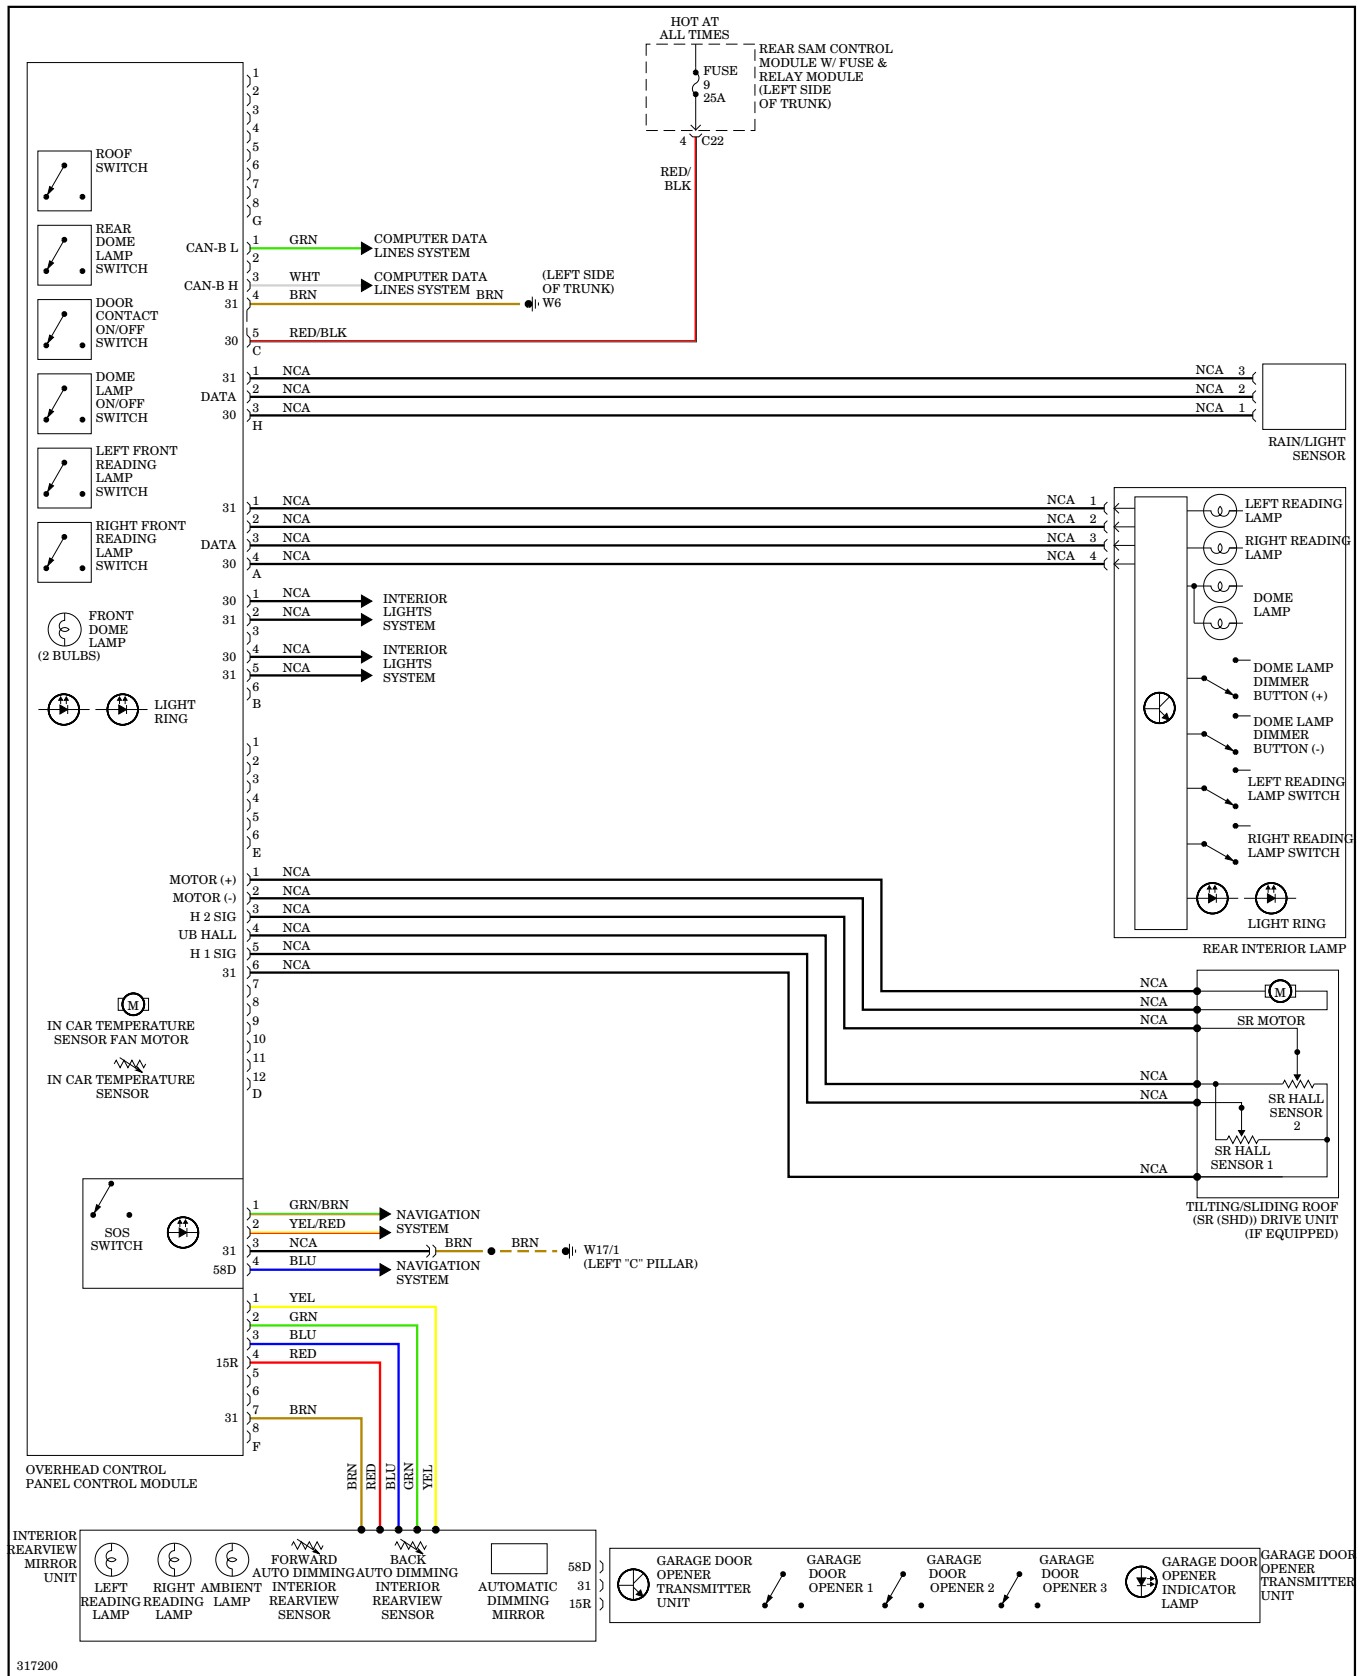 HOT AT
ALL TIMES
FUSE
9
25A
REAR SAM CONTROL
MODULE W/ FUSE &
RELAY MODULE
(LEFT SIDE
OF TRUNK)
4 C22
RED/
BLK
1
2
3
4
5
6
7
8
G
ROOF
SWITCH
REAR
DOME
LAMP
SWITCH
DOOR
CONTACT
ON/OFF
SWITCH
DOME
LAMP
ON/OFF
SWITCH
LEFT FRONT
READING
LAMP
SWITCH
RIGHT FRONT
READING
LAMP
SWITCH
FRONT
DOME
LAMP
(2 BULBS)
LIGHT
RING
CAN-B L 1 GRN COMPUTER DATA
LINES SYSTEM
2
CAN-B H 3 WHT COMPUTER DATA
LINES SYSTEM
31 4 BRN BRN
(LEFT SIDE
OF TRUNK)
W6
30 5 RED/BLK
C
31 1 NCA NCA 3
DATA 2 NCA NCA 2
30 3 NCA NCA 1
H
RAIN/LIGHT
SENSOR
31 1 NCA NCA 1
2 NCA NCA 2
DATA 3 NCA NCA 3
30 4 NCA NCA 4
A
30 1 NCA
31 2 NCA
INTERIOR
LIGHTS
SYSTEM
3
30 4 NCA
31 5 NCA
INTERIOR
LIGHTS
SYSTEM
6
B
LEFT READING
LAMP
RIGHT READING
LAMP
DOME
LAMP
DOME LAMP
DIMMER
BUTTON (+)
DOME LAMP
DIMMER
BUTTON (-)
LEFT READING
LAMP SWITCH
RIGHT READING
LAMP SWITCH
LIGHT RING
REAR INTERIOR LAMP
1
2
3
4
5
6
E
MOTOR (+) 1 NCA
MOTOR (-) 2 NCA
H 2 SIG 3 NCA
UB HALL 4 NCA
H 1 SIG 5 NCA
31 6 NCA
7
8
9
10
11
12
D
NCA
NCA
NCA
NCA
NCA
NCA
M
SR MOTOR
SR HALL
SENSOR
2
SR HALL
SENSOR 1
TILTING/SLIDING ROOF
(SR (SHD)) DRIVE UNIT
(IF EQUIPPED)
M
IN CAR TEMPERATURE
SENSOR FAN MOTOR
IN CAR TEMPERATURE
SENSOR
SOS
SWITCH
1 GRN/BRN
2 YEL/RED
NAVIGATION
SYSTEM
31 3 NCA BRN BRN W17/1
(LEFT "C" PILLAR)
58D 4 BLU NAVIGATION
SYSTEM
1 YEL
2 GRN
3 BLU
15R 4 RED
5
6
31 7 BRN
8
F
OVERHEAD CONTROL
PANEL CONTROL MODULE
BRN
RED
BLU
GRN
YEL
INTERIOR
REARVIEW
MIRROR
UNIT
LEFT
READING
LAMP
RIGHT
READING
LAMP
AMBIENT
LAMP
FORWARD
AUTO DIMMING
INTERIOR
REARVIEW
SENSOR
BACK
AUTO DIMMING
INTERIOR
REARVIEW
SENSOR
AUTOMATIC
DIMMING
MIRROR
58D
31
15R
GARAGE DOOR
OPENER
TRANSMITTER
UNIT
GARAGE
DOOR
OPENER 1
GARAGE
DOOR
OPENER 2
GARAGE
DOOR
OPENER 3
GARAGE DOOR
OPENER
INDICATOR
LAMP
GARAGE DOOR
OPENER
TRANSMITTER
UNIT
317200